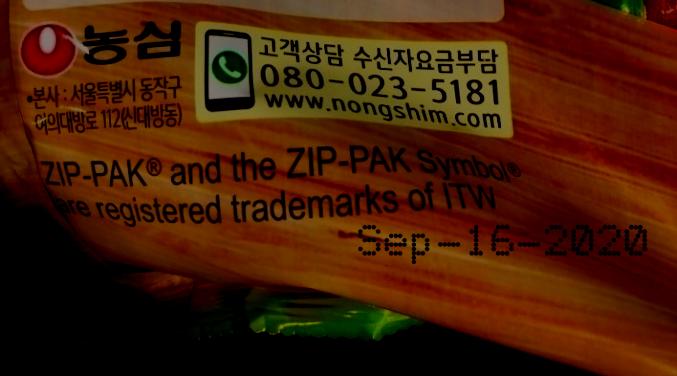 농심
•본사 : 서울특별시 동작구
여의대방로 112(신대방동)
고객상담 수신자요금부담
080-023-5181
www.nongshim.com
ZIP-PAK® and the ZIP-PAK Symbol®
are registered trademarks of ITW
Sep-16-2020